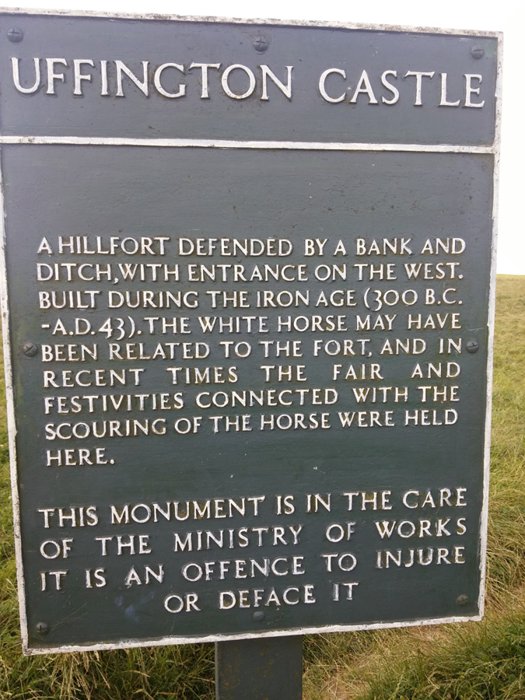 UFFINGTON CASTLE
A HILLFORT DEFENDED BY A BANK AND
DITCH, WITH ENTRANCE ON THE WEST.
BUILT DURING THE IRON AGE (300 B.C.
-A.D. 43). THE WHITE HORSE MAY HAVE
BEEN RELATED TO THE FORT, AND IN
RECENT TIMES THE FAIR AND
FESTIVITIES CONNECTED WITH THE
SCOURING OF THE HORSE WERE HELD
HERE.
THIS MONUMENT IS IN THE CARE
OF THE MINISTRY OF WORKS
IT IS AN OFFENCE TO INJURE
OR DEFACE IT